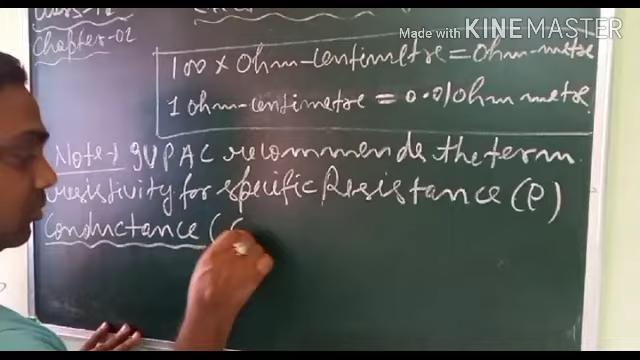 Class-12
Made with KINEMASTER
Chapter-02
100 × Ohm-centimetre = Ohm-metre
1 ohm-centimetre = 0.01 Ohm metre
Note → IUPAC recommends the term
resistivity for specific Resistance (ρ)
Conductance (